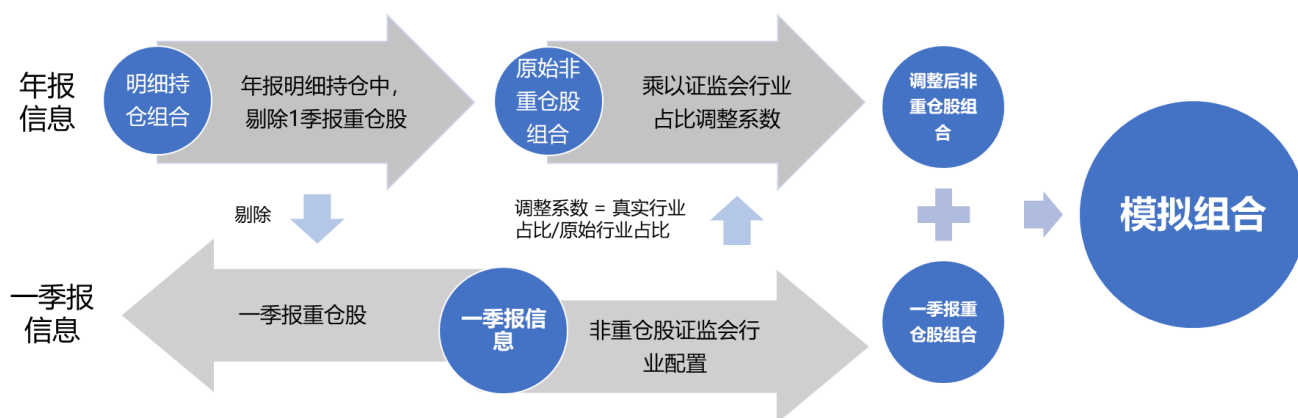 年报
信息
明细持
仓组合
年报明细持仓中，
剔除1季报重仓股
原始非
重仓股
组合
乘以证监会行业
占比调整系数
调整后非
重仓股组
合
模拟组合
剔除
调整系数 = 真实行业
占比/原始行业占比
一季报
信息
一季报重仓股
一季报信
息
非重仓股证监会行
业配置
一季报重
仓股组合